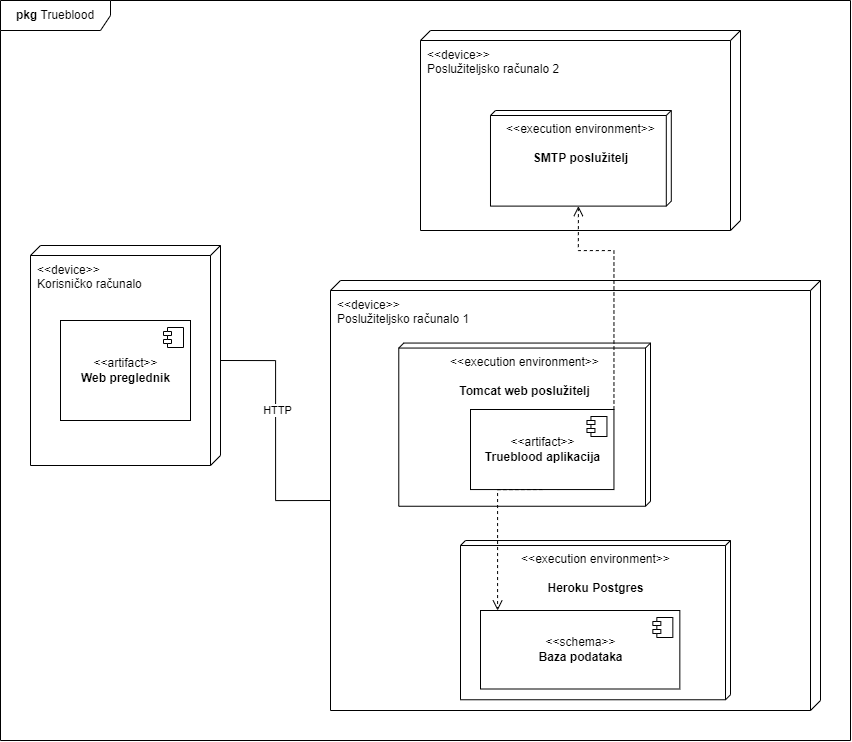 pkg Trueblood
<<device>>
Poslužiteljsko računalo 2
<<execution environment>>
SMTP poslužitelj
<<device>>
Korisničko računalo
<<artifact>>
Web preglednik
HTTP
<<device>>
Poslužiteljsko računalo 1
<<execution environment>>
Tomcat web poslužitelj
<<artifact>>
Trueblood aplikacija
<<execution environment>>
Heroku Postgres
<<schema>>
Baza podataka